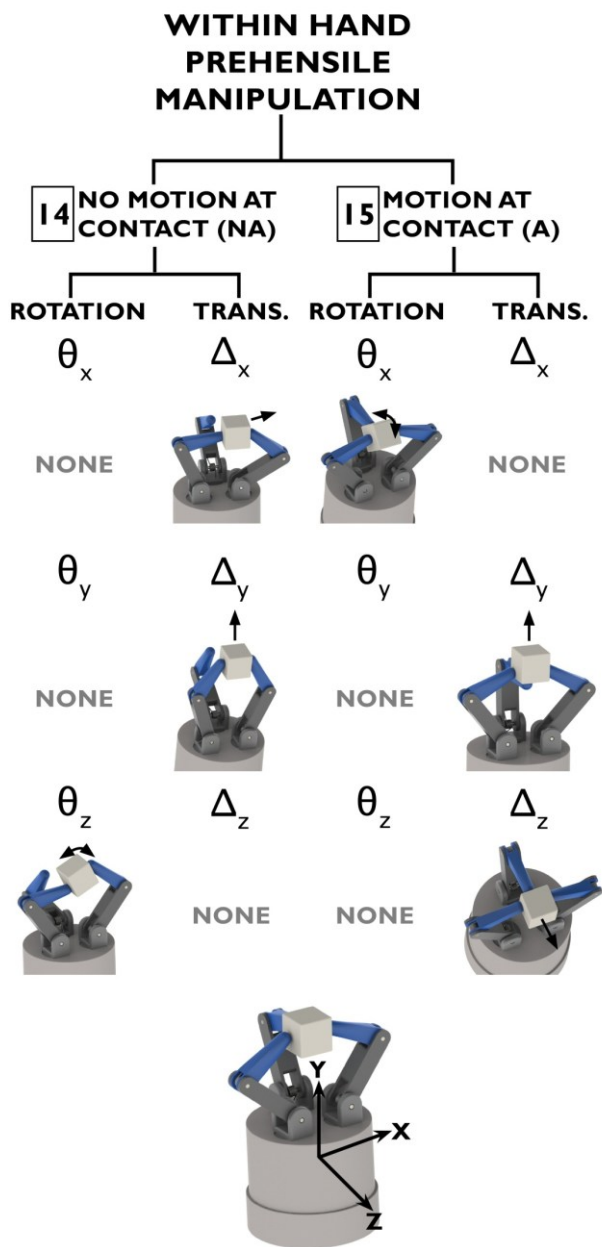 WITHIN HAND
PREHENSILE
MANIPULATION
14 NO MOTION AT
CONTACT (NA)
15 MOTION AT
CONTACT (A)
ROTATION TRANS. ROTATION TRANS.
θx Δx θx Δx
NONE NONE
θy Δy θy Δy
NONE NONE
θz Δz θz Δz
NONE NONE
Y
X
Z